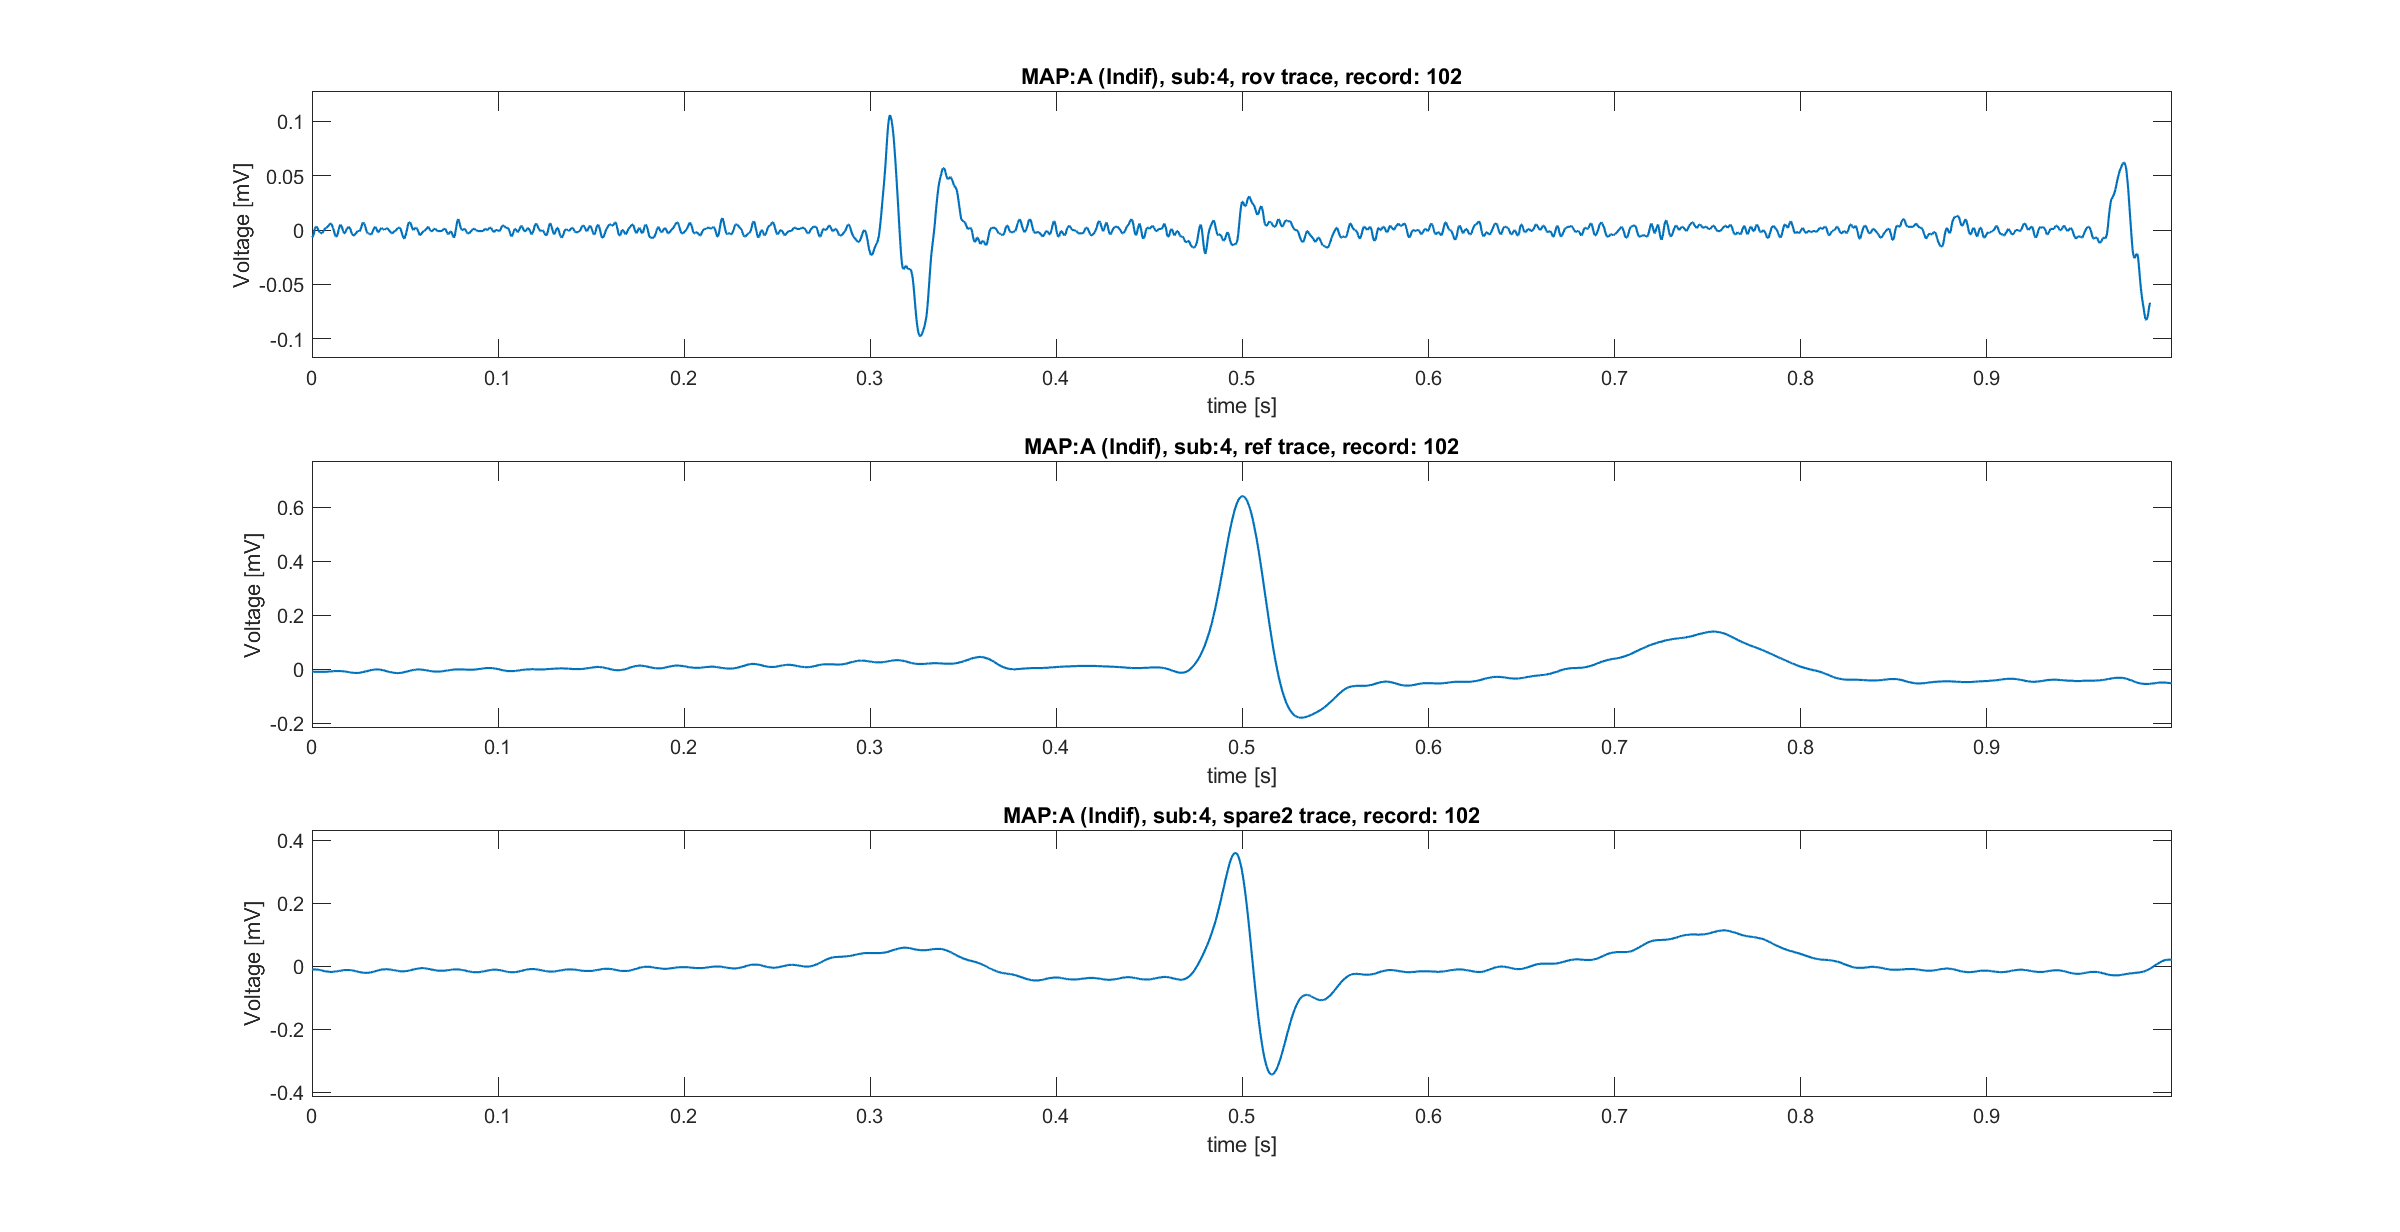 MAP:A (Indif), sub:4, rov trace, record: 102
0.1
0.05
0
-0.05
-0.1
Voltage [mV]
0 0.1 0.2 0.3 0.4 0.5 0.6 0.7 0.8 0.9
time [s]
MAP:A (Indif), sub:4, ref trace, record: 102
0.6
0.4
0.2
0
-0.2
Voltage [mV]
0 0.1 0.2 0.3 0.4 0.5 0.6 0.7 0.8 0.9
time [s]
MAP:A (Indif), sub:4, spare2 trace, record: 102
0.4
0.2
0
-0.2
-0.4
Voltage [mV]
0 0.1 0.2 0.3 0.4 0.5 0.6 0.7 0.8 0.9
time [s]